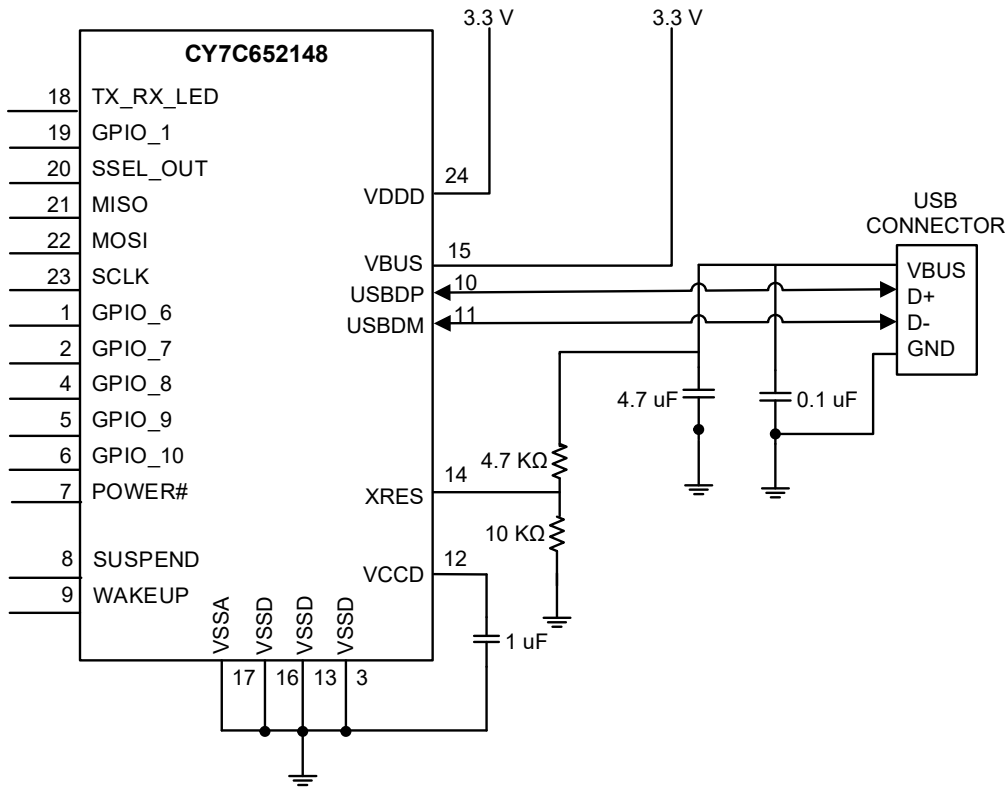 3.3 V
3.3 V
CY7C652148
18 TX_RX_LED
19 GPIO_1
20 SSEL_OUT
21 MISO
22 MOSI
23 SCLK
1 GPIO_6
2 GPIO_7
4 GPIO_8
5 GPIO_9
6 GPIO_10
7 POWER#
8 SUSPEND
9 WAKEUP
VDDD 24
VBUS 15
USBDP 10
USBDM 11
XRES 14
VCCD 12
VSSA
VSSD
VSSD
VSSD
17 16 13 3
USB
CONNECTOR
VBUS
D+
D-
GND
4.7 uF
0.1 uF
4.7 KΩ
10 KΩ
1 uF